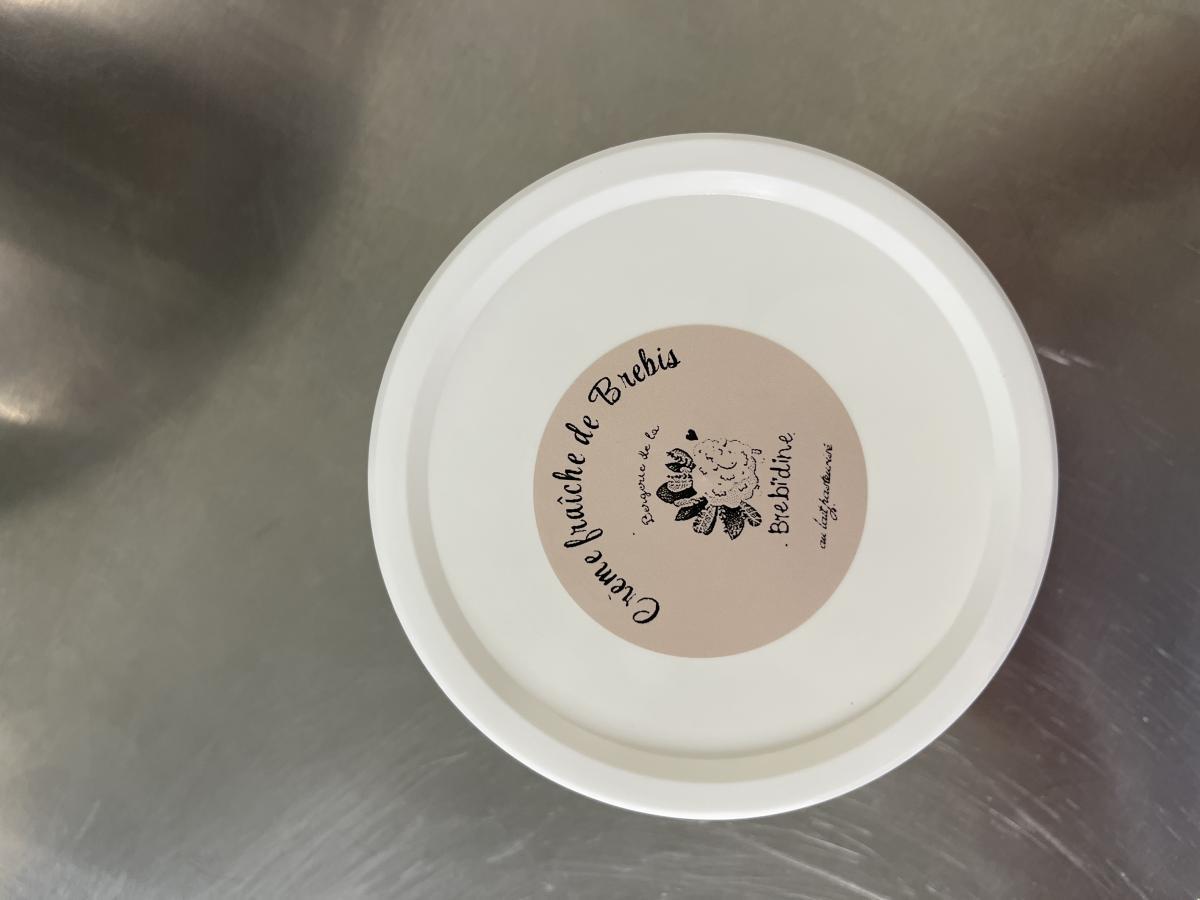 Crème fraîche de Brebis
. Bergerie de la
. Brebidine.
au lait pasteurisé